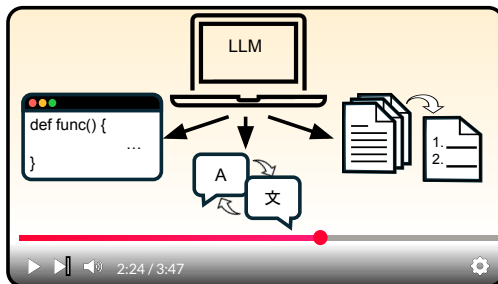 LLM
def func() {
...
}
A
文
1.
2.
2:24 / 3:47